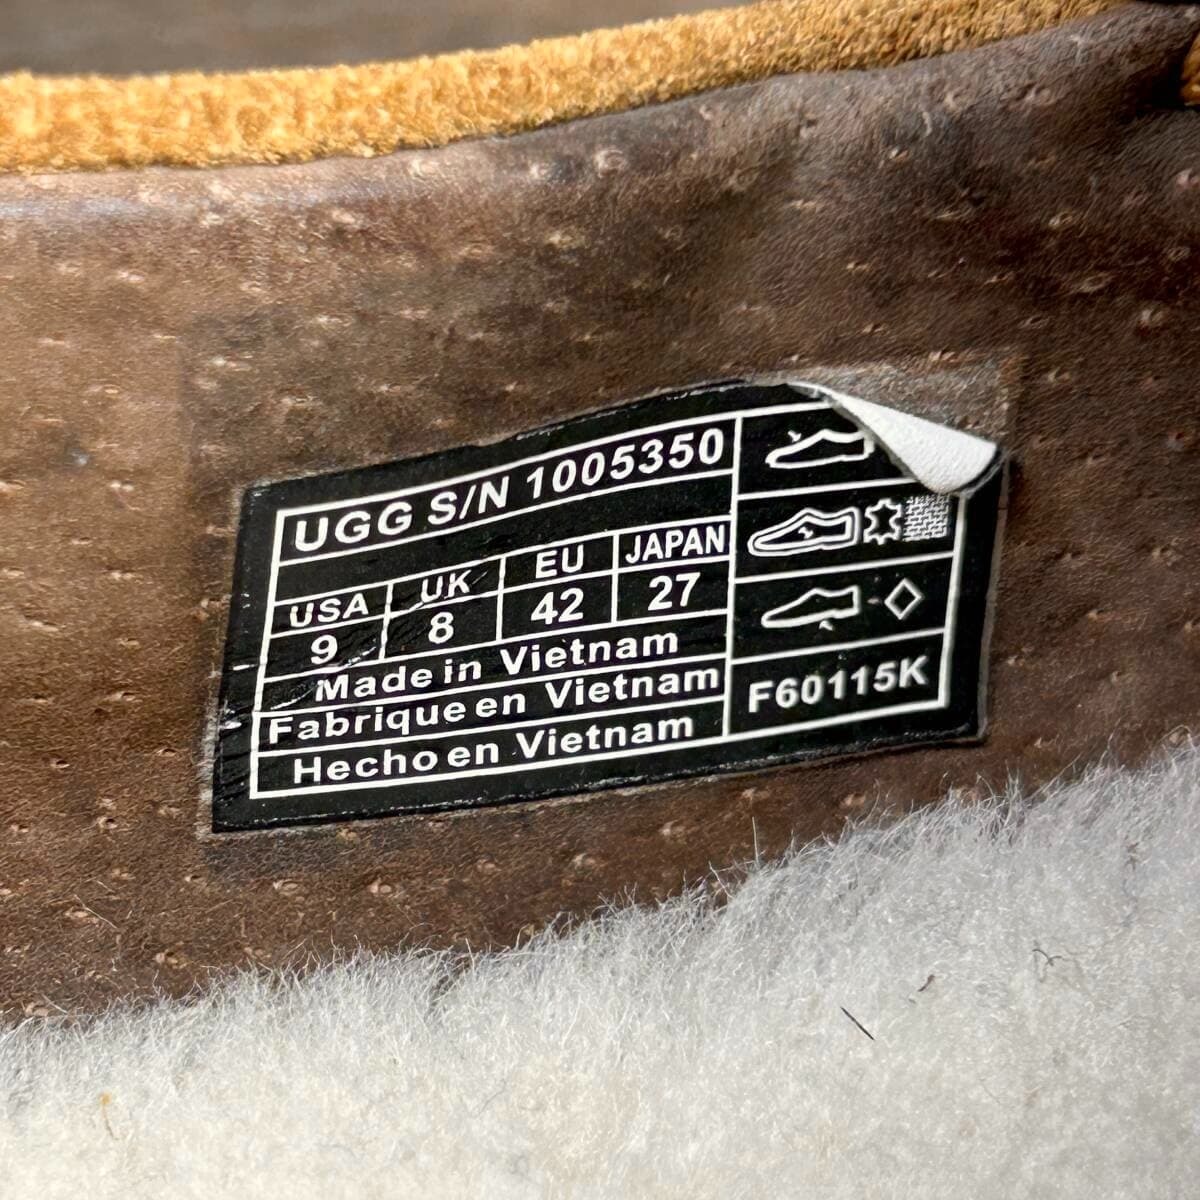 UGG S/N 1005350
USA UK EU JAPAN
9 8 42 27
Made in Vietnam
Fabrique en Vietnam
Hecho en Vietnam
F60115K